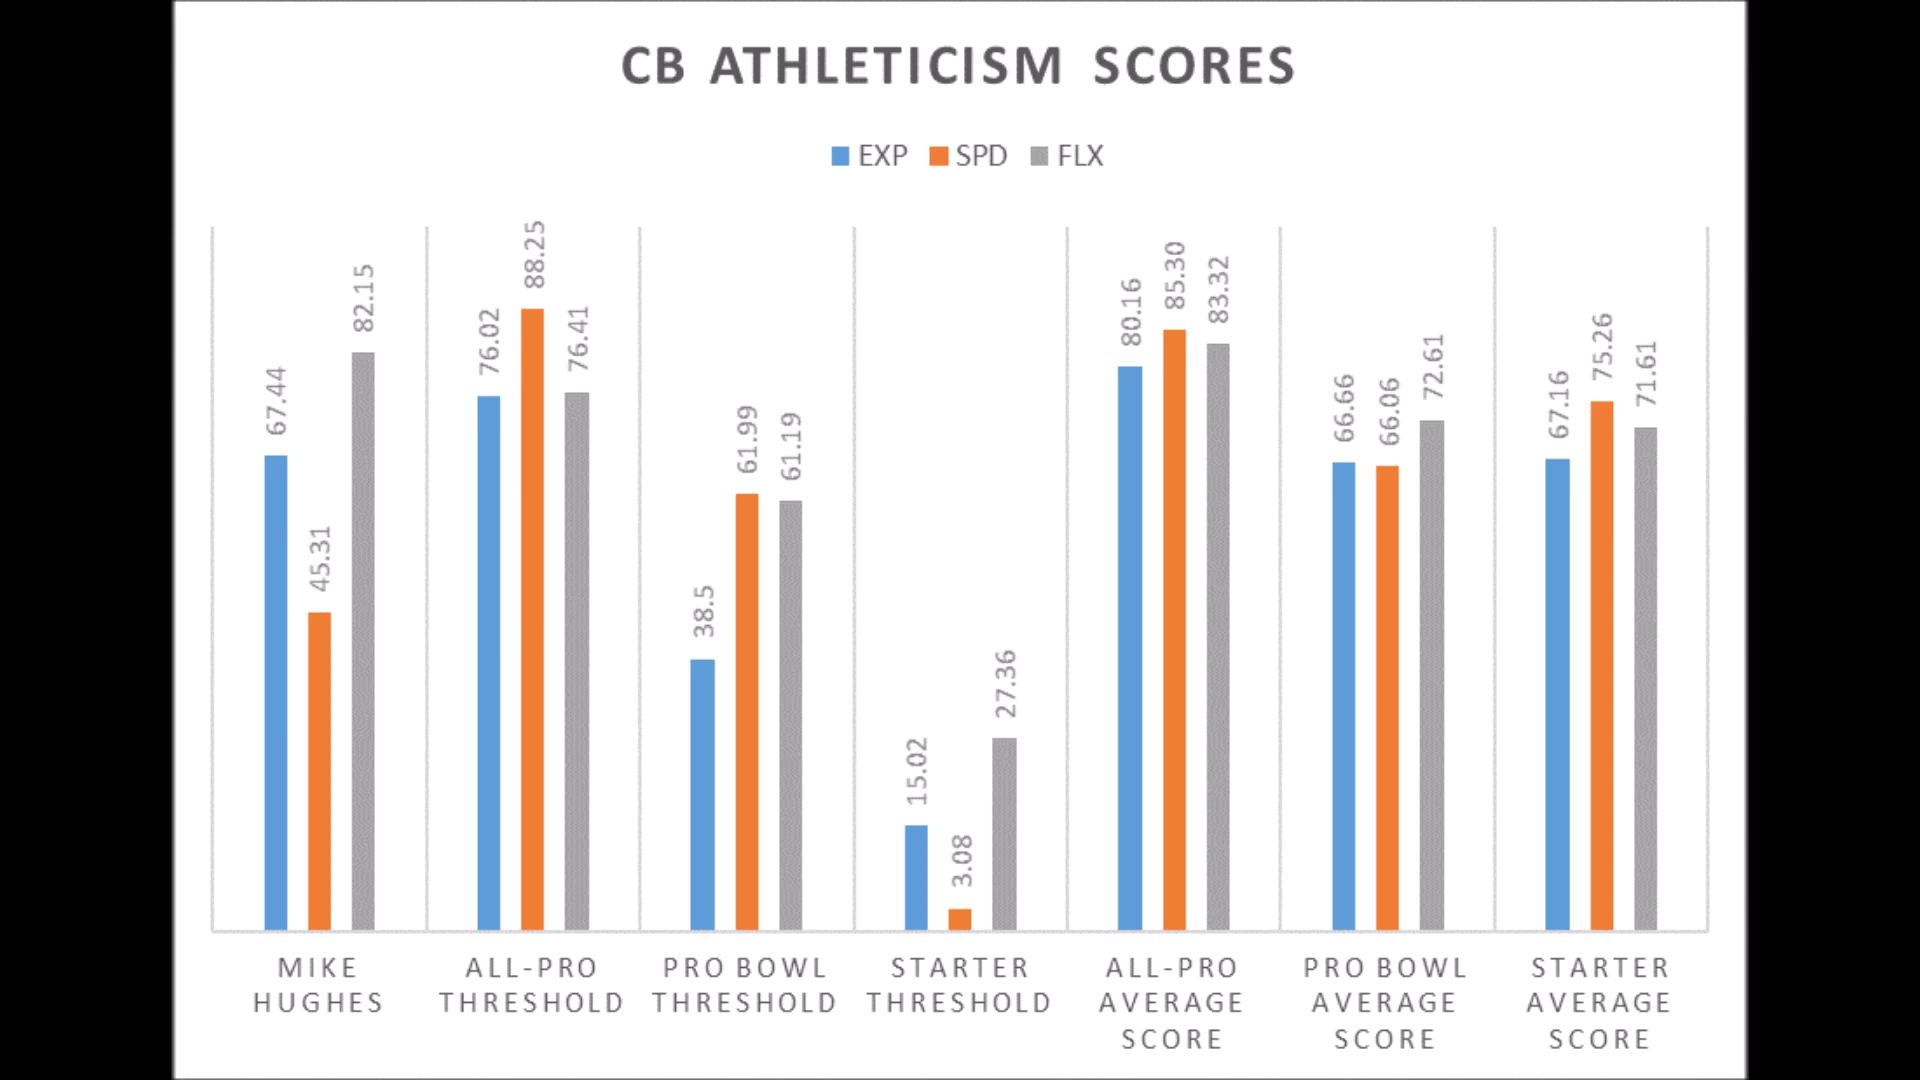 CB ATHLETICISM SCORES
EXP SPD FLX
67.44
45.31
82.15
76.02
88.25
76.41
38.5
61.99
61.19
15.02
3.08
27.36
80.16
85.30
83.32
66.66
66.06
72.61
67.16
75.26
71.61
MIKE
HUGHES
ALL-PRO
THRESHOLD
PRO BOWL
THRESHOLD
STARTER
THRESHOLD
ALL-PRO
AVERAGE
SCORE
PRO BOWL
AVERAGE
SCORE
STARTER
AVERAGE
SCORE